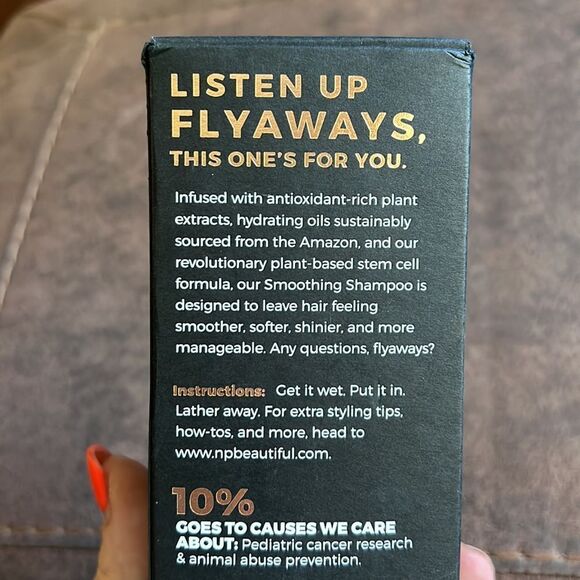 LISTEN UP
FLYAWAYS,
THIS ONE'S FOR YOU.
Infused with antioxidant-rich plant
extracts, hydrating oils sustainably
sourced from the Amazon, and our
revolutionary plant-based stem cell
formula, our Smoothing Shampoo is
designed to leave hair feeling
smoother, softer, shinier, and more
manageable. Any questions, flyaways?
Instructions: Get it wet. Put it in.
Lather away. For extra styling tips,
how-tos, and more, head to
www.npbeautiful.com.
10%
GOES TO CAUSES WE CARE
ABOUT: Pediatric cancer research
& animal abuse prevention.